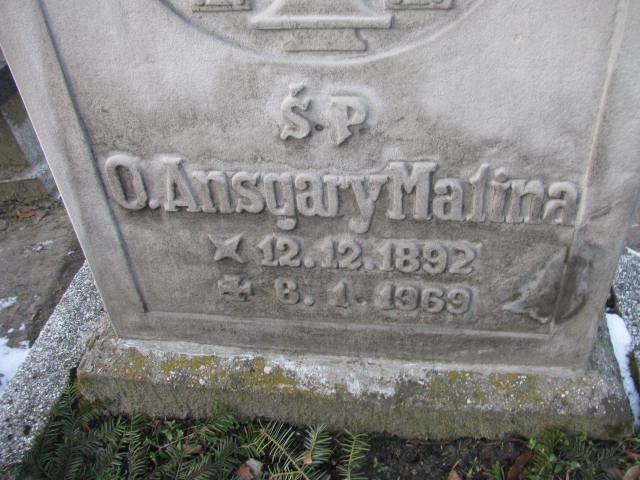 Ś.P
O. Ansgary Malina
12.12.1892
6.1.1969